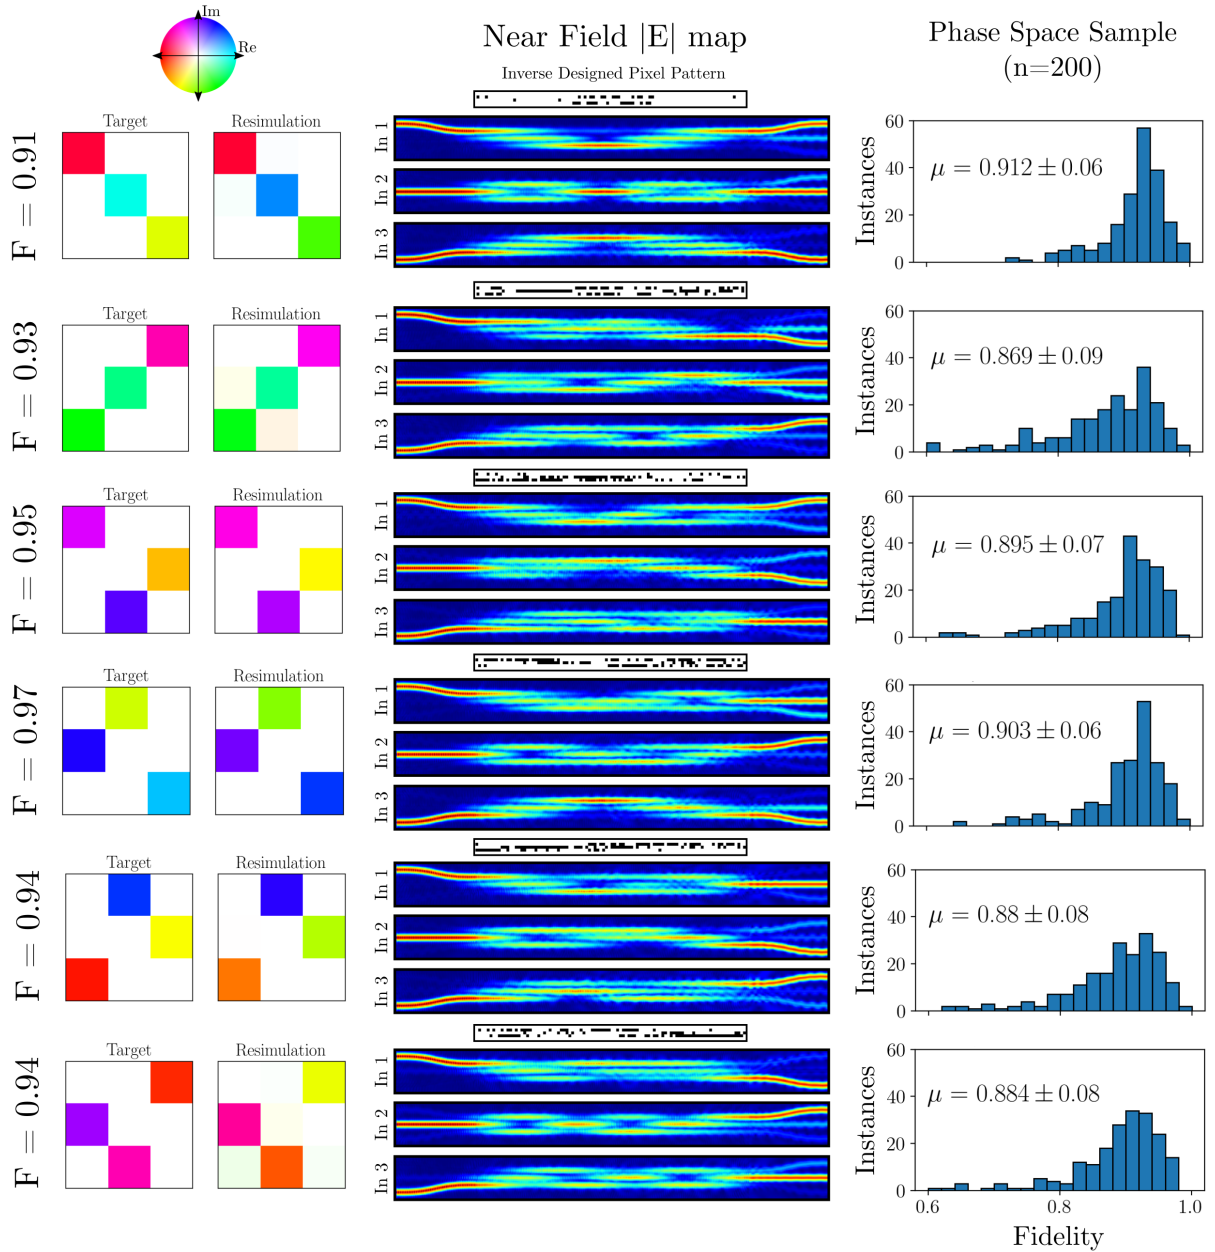 Im
Re
Near Field |E| map
Inverse Designed Pixel Pattern
Phase Space Sample
(n=200)
F = 0.91
Target
Resimulation
In 1
In 2
In 3
Instances
60
40
20
0
μ = 0.912 ± 0.06
F = 0.93
Target
Resimulation
In 1
In 2
In 3
Instances
60
40
20
0
μ = 0.869 ± 0.09
F = 0.95
Target
Resimulation
In 1
In 2
In 3
Instances
60
40
20
0
μ = 0.895 ± 0.07
F = 0.97
Target
Resimulation
In 1
In 2
In 3
Instances
60
40
20
0
μ = 0.903 ± 0.06
F = 0.94
Target
Resimulation
In 1
In 2
In 3
Instances
60
40
20
0
μ = 0.88 ± 0.08
F = 0.94
Target
Resimulation
In 1
In 2
In 3
Instances
60
40
20
0
μ = 0.884 ± 0.08
0.6
0.8
1.0
Fidelity